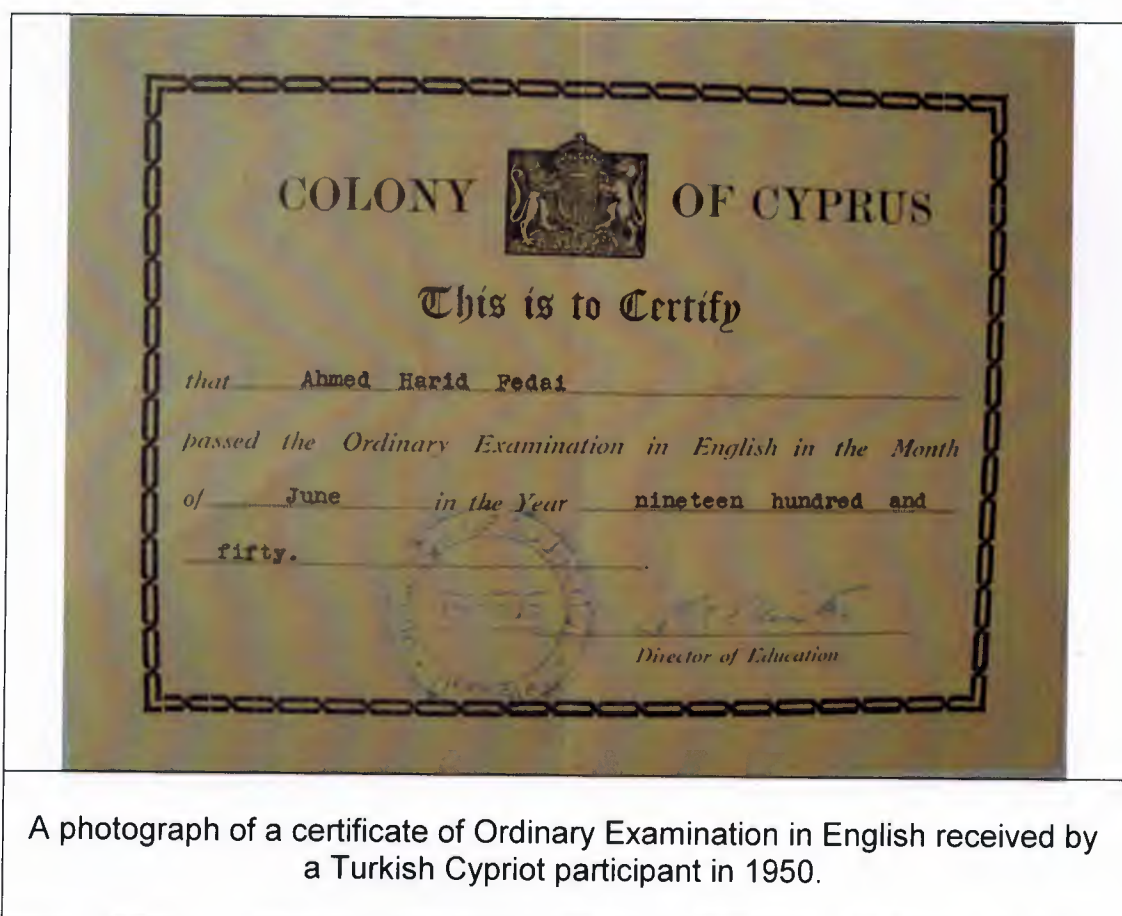 COLONY OF CYPRUS
This is to Certify
that Ahmed Harid Fedai
passed the Ordinary Examination in English in the Month
of June in the Year nineteen hundred and
fifty.
Director of Education
A photograph of a certificate of Ordinary Examination in English received by
a Turkish Cypriot participant in 1950.